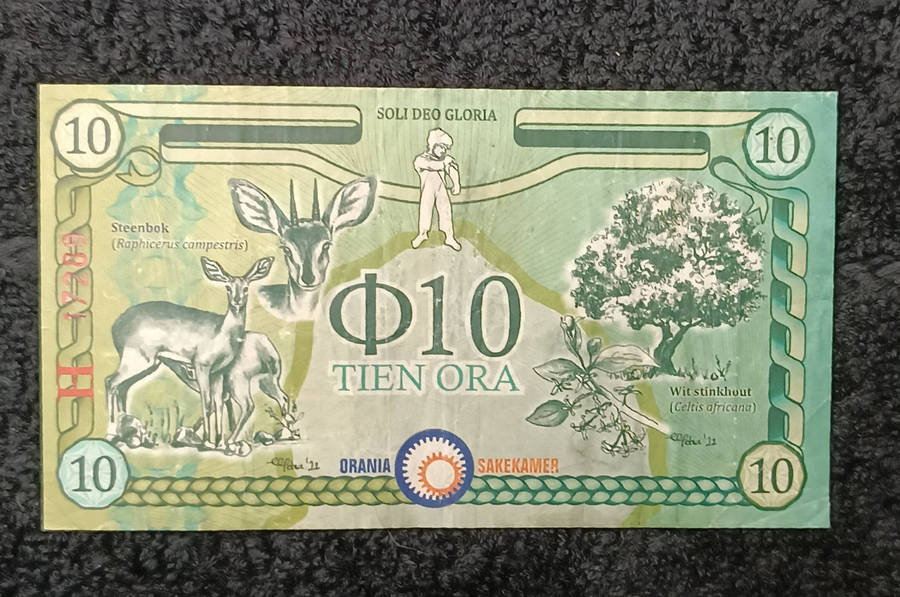 SOLI DEO GLORIA
10
10
Steenbok
(Raphicerus campestris)
H 17289
Φ10
TIEN ORA
Wit stinkhout
(Celtis africana)
ORANIA SAKEKAMER
10
10